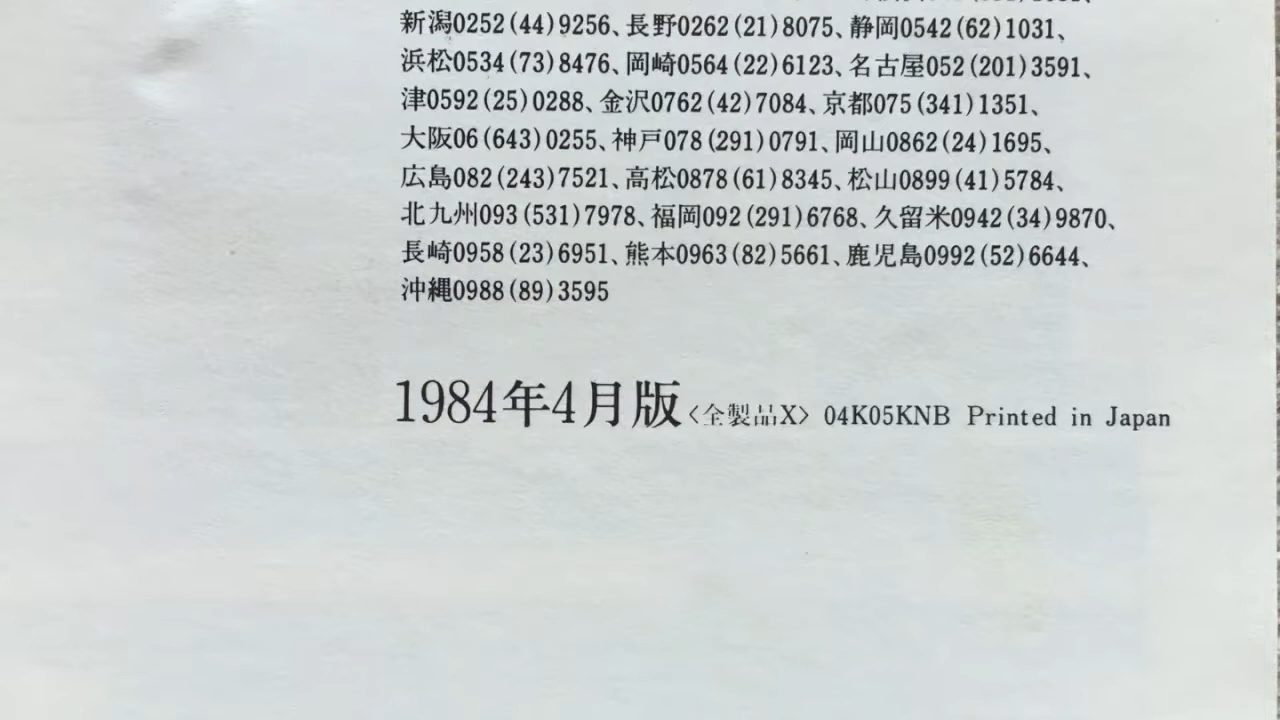 新潟0252(44)9256、長野0262(21)8075、静岡0542(62)1031、
浜松0534(73)8476、岡崎0564(22)6123、名古屋052(201)3591、
津0592(25)0288、金沢0762(42)7084、京都075(341)1351、
大阪06(643)0255、神戸078(291)0791、岡山0862(24)1695、
広島082(243)7521、高松0878(61)8345、松山0899(41)5784、
北九州093(531)7978、福岡092(291)6768、久留米0942(34)9870、
長崎0958(23)6951、熊本0963(82)5661、鹿児島0992(52)6644、
沖縄0988(89)3595
1984年4月版〈全製品X〉 04K05KNB Printed in Japan